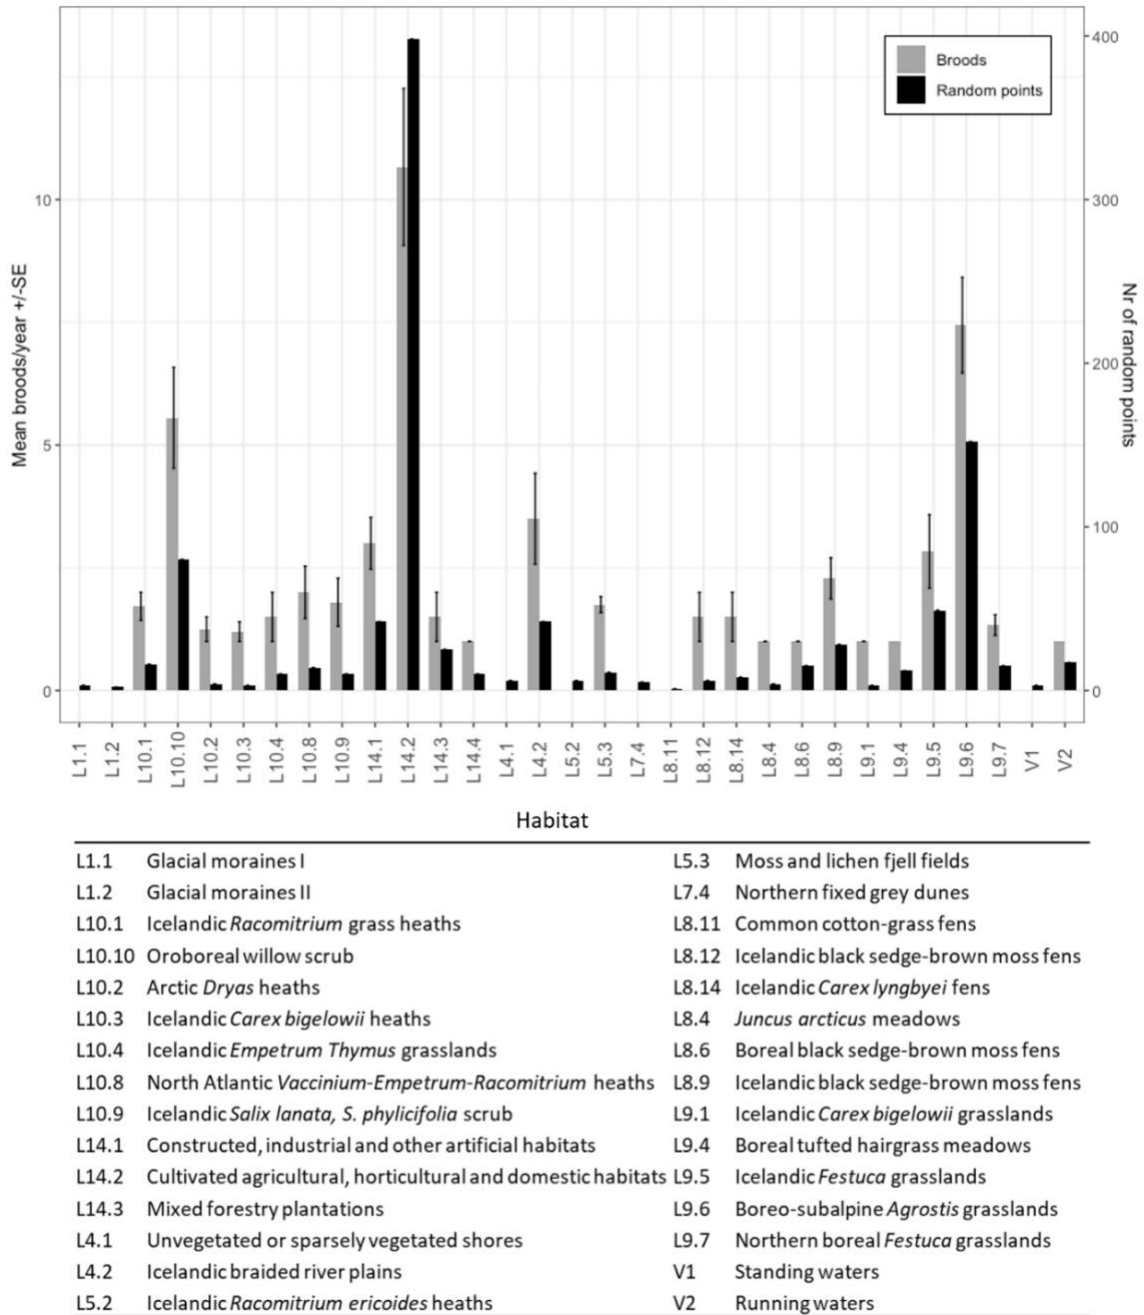 Broods
Random points
400
300
200
100
0
10
5
0
Mean broods/year +/-SE
Nr of random points
L1.1 L1.2 L10.1 L10.10 L10.2 L10.3 L10.4 L10.8 L10.9 L14.1 L14.2 L14.3 L14.4 L4.1 L4.2 L5.2 L5.3 L7.4 L8.11 L8.12 L8.14 L8.4 L8.6 L8.9 L9.1 L9.4 L9.5 L9.6 L9.7 V1 V2
Habitat
L1.1 Glacial moraines I
L1.2 Glacial moraines II
L10.1 Icelandic Racomitrium grass heaths
L10.10 Oroboreal willow scrub
L10.2 Arctic Dryas heaths
L10.3 Icelandic Carex bigelowii heaths
L10.4 Icelandic Empetrum Thymus grasslands
L10.8 North Atlantic Vaccinium-Empetrum-Racomitrium heaths
L10.9 Icelandic Salix lanata, S. phylicifolia scrub
L14.1 Constructed, industrial and other artificial habitats
L14.2 Cultivated agricultural, horticultural and domestic habitats
L14.3 Mixed forestry plantations
L4.1 Unvegetated or sparsely vegetated shores
L4.2 Icelandic braided river plains
L5.2 Icelandic Racomitrium ericoides heaths
L5.3 Moss and lichen fjell fields
L7.4 Northern fixed grey dunes
L8.11 Common cotton-grass fens
L8.12 Icelandic black sedge-brown moss fens
L8.14 Icelandic Carex lyngbyei fens
L8.4 Juncus arcticus meadows
L8.6 Boreal black sedge-brown moss fens
L8.9 Icelandic black sedge-brown moss fens
L9.1 Icelandic Carex bigelowii grasslands
L9.4 Boreal tufted hairgrass meadows
L9.5 Icelandic Festuca grasslands
L9.6 Boreo-subalpine Agrostis grasslands
L9.7 Northern boreal Festuca grasslands
V1 Standing waters
V2 Running waters